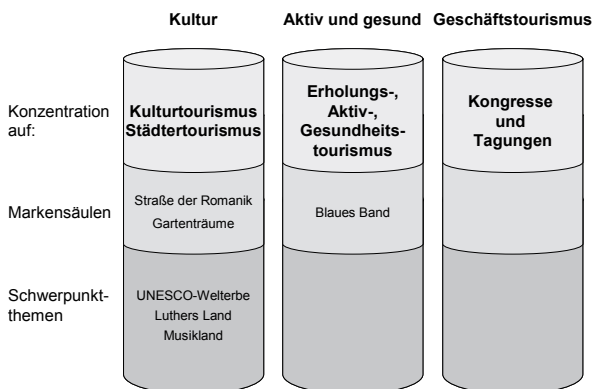 Kultur
Aktiv und gesund
Geschäftstourismus
Konzentration
auf:
Kulturtourismus
Städtertourismus
Erholungs-,
Aktiv-,
Gesundheits-
tourismus
Kongresse
und
Tagungen
Markensäulen
Straße der Romanik
Gartenträume
Blaues Band
Schwerpunkt-
themen
UNESCO-Welterbe
Luthers Land
Musikland